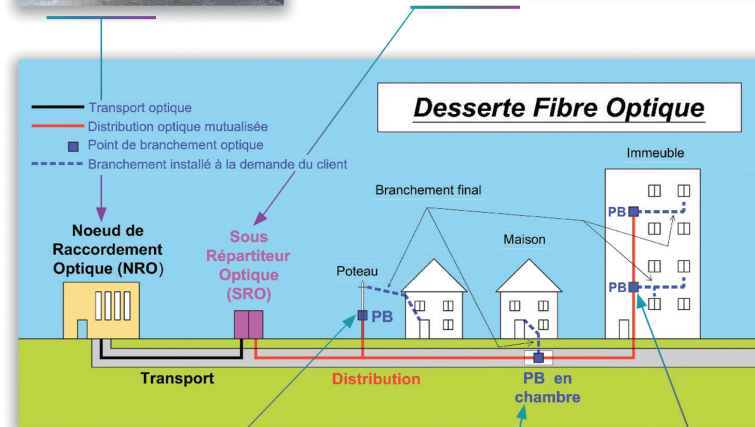 Desserte Fibre Optique
Transport optique
Distribution optique mutualisée
Point de branchement optique
Branchement installé à la demande du client
Immeuble
Branchement final
PB
Noeud de
Raccordement
Optique (NRO)
Sous
Répartiteur
Optique
(SRO)
Maison
Poteau
PB
PB
Transport
Distribution
PB en
chambre